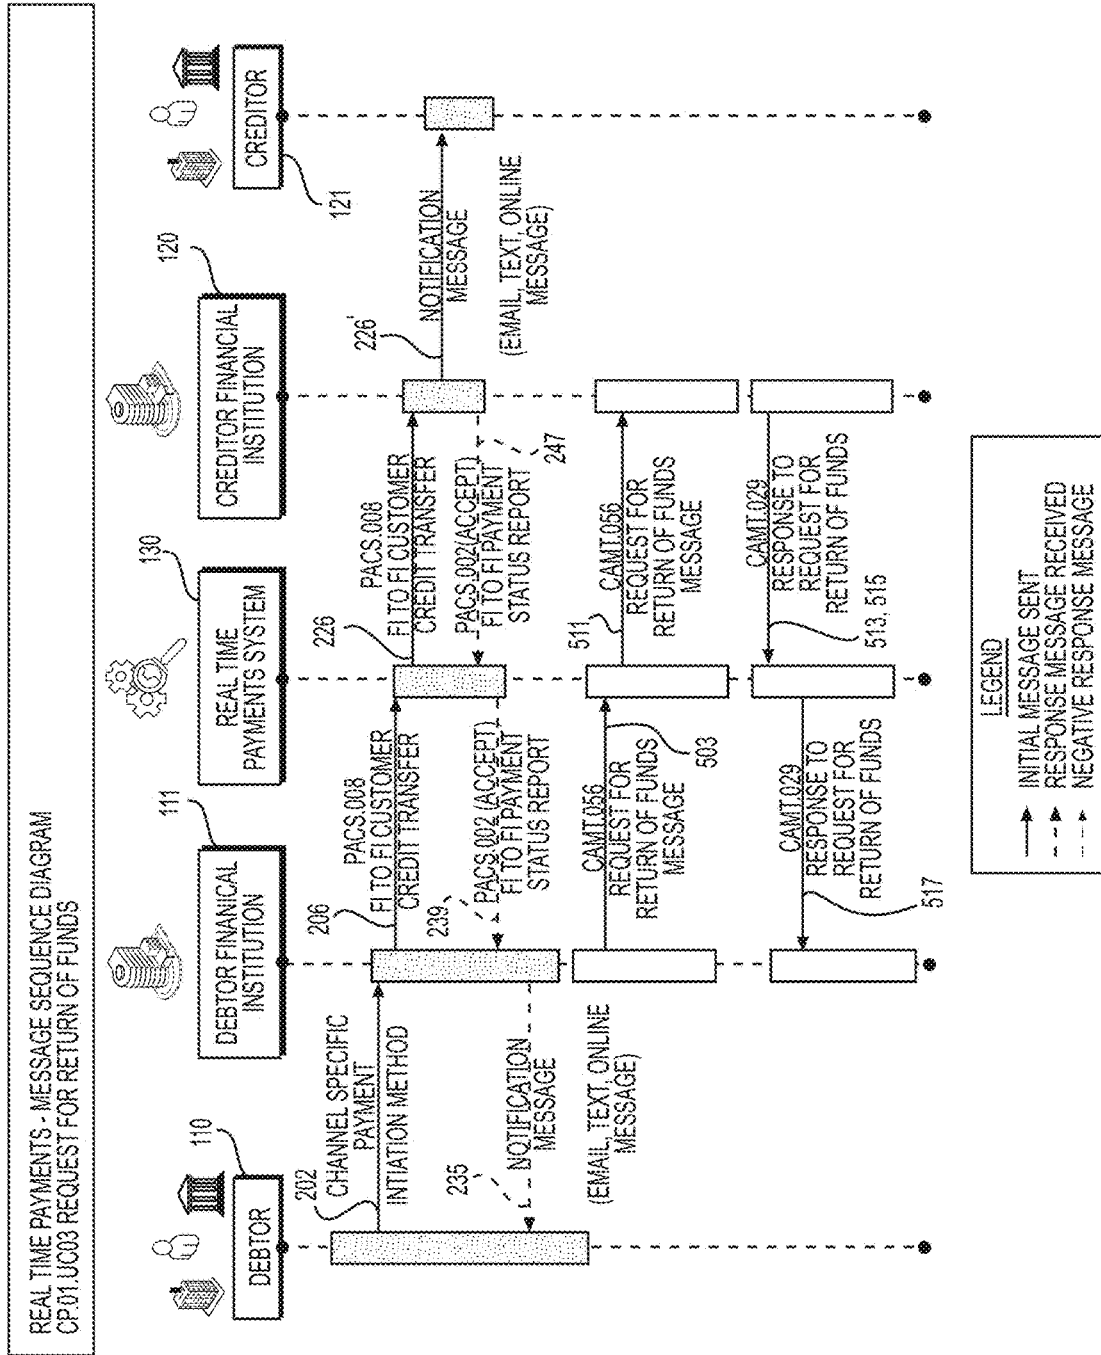 REAL TIME PAYMENTS - MESSAGE SEQUENCE DIAGRAM
CP.01.UC03 REQUEST FOR RETURN OF FUNDS
110
111
130
120
DEBTOR
DEBTOR FINANICAL
INSTITUTION
REAL TIME
PAYMENTS SYSTEM
CREDITOR FINANCIAL
INSTITUTION
CREDITOR
121
202
CHANNEL SPECIFIC
PAYMENT
INTIATION METHOD
206
PACS.008
FI TO FI CUSTOMER
CREDIT TRANSFER
226
PACS.008
FI TO FI CUSTOMER
CREDIT TRANSFER
226'
NOTIFICATION
MESSAGE
(EMAIL, TEXT, ONLINE
MESSAGE)
235
NOTIFICATION
MESSAGE
(EMAIL, TEXT, ONLINE
MESSAGE)
239
PACS.002 (ACCEPT)
FI TO FI PAYMENT
STATUS REPORT
PACS.002(ACCEPT)
FI TO FI PAYMENT
STATUS REPORT
247
CAMT.056
REQUEST FOR
RETURN OF FUNDS
MESSAGE
503
511
CAMT.056
REQUEST FOR
RETURN OF FUNDS
MESSAGE
CAMT.029
RESPONSE TO
REQUEST FOR
RETURN OF FUNDS
517
CAMT.029
RESPONSE TO
REQUEST FOR
RETURN OF FUNDS
513, 515
LEGEND
INITIAL MESSAGE SENT
RESPONSE MESSAGE RECEIVED
NEGATIVE RESPONSE MESSAGE